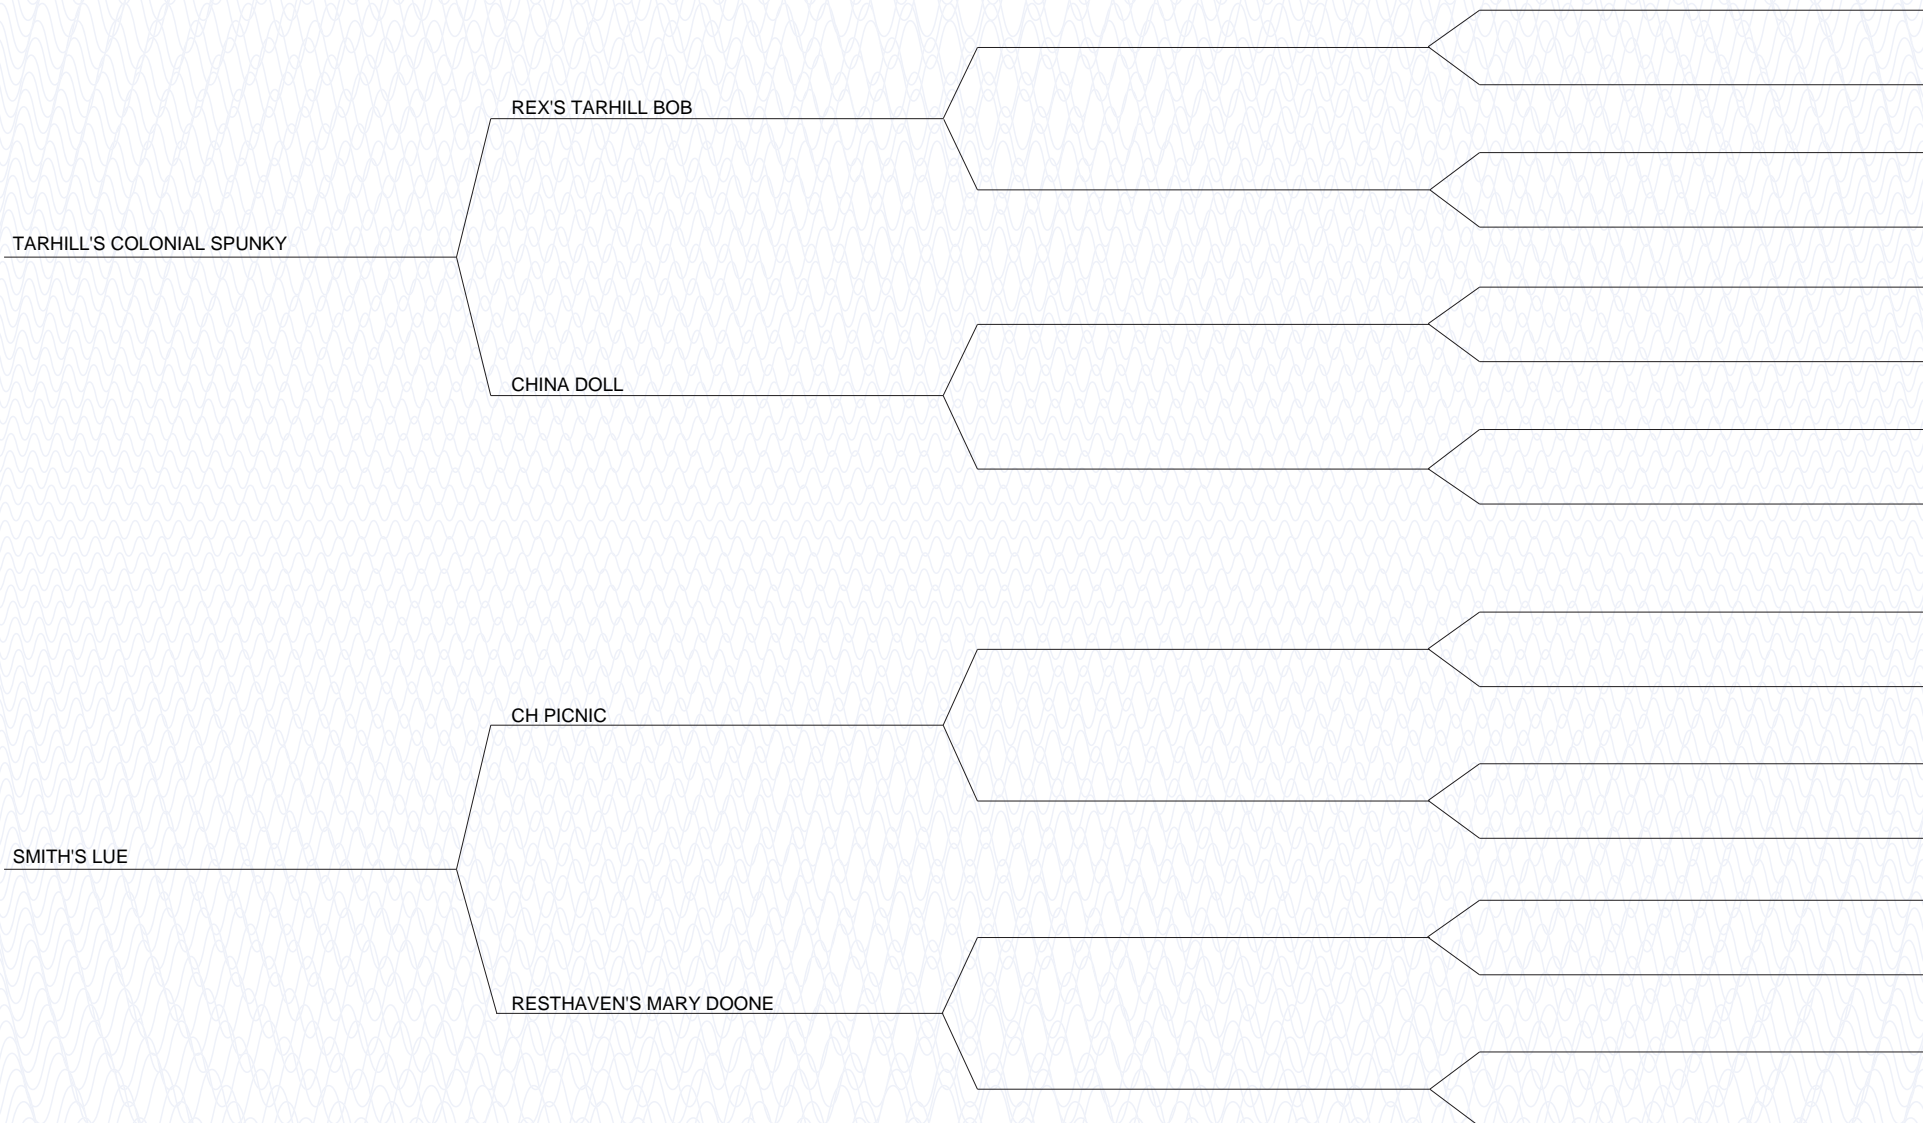 REX'S TARHILL BOB
TARHILL'S COLONIAL SPUNKY
CHINA DOLL
CH PICNIC
SMITH'S LUE
RESTHAVEN'S MARY DOONE